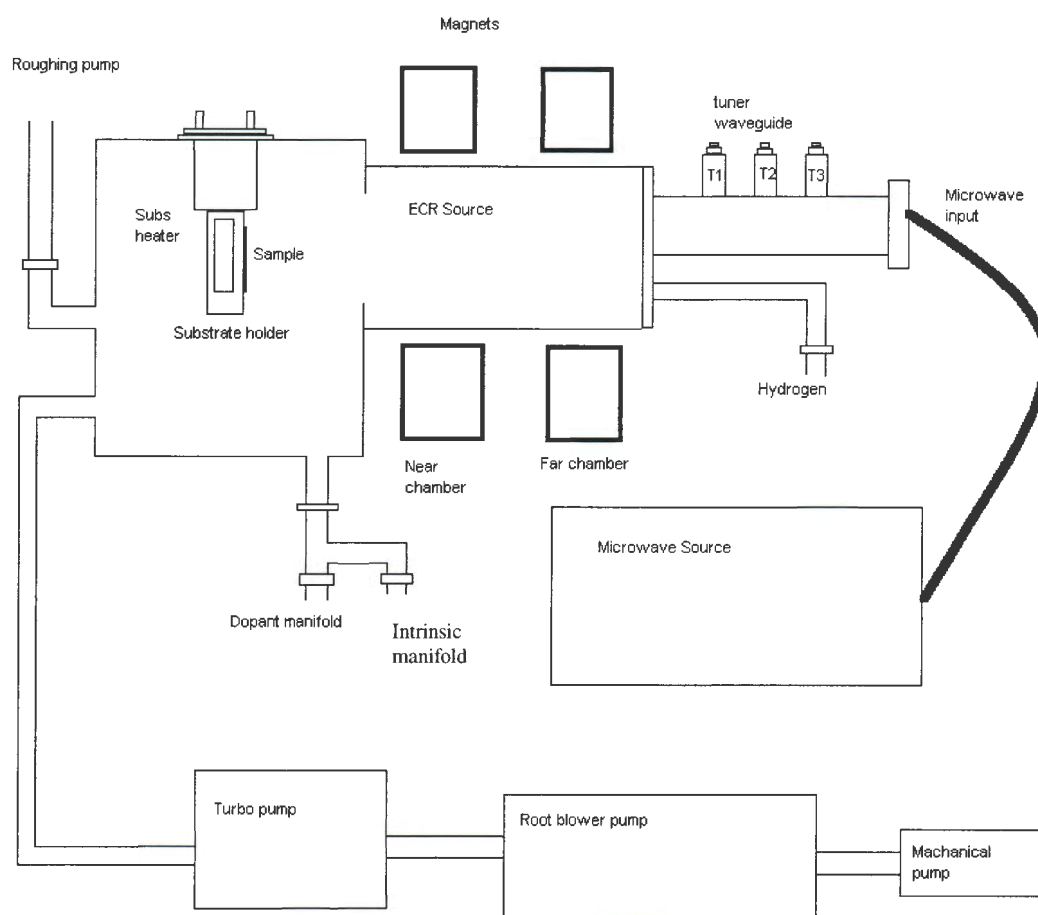 Magnets
Roughing pump
tuner
waveguide
T1
T2
T3
Microwave
input
ECR Source
Subs
heater
Sample
Substrate holder
Hydrogen
Near
chamber
Far chamber
Microwave Source
Dopant manifold
Intrinsic
manifold
Turbo pump
Root blower pump
Machanical
pump